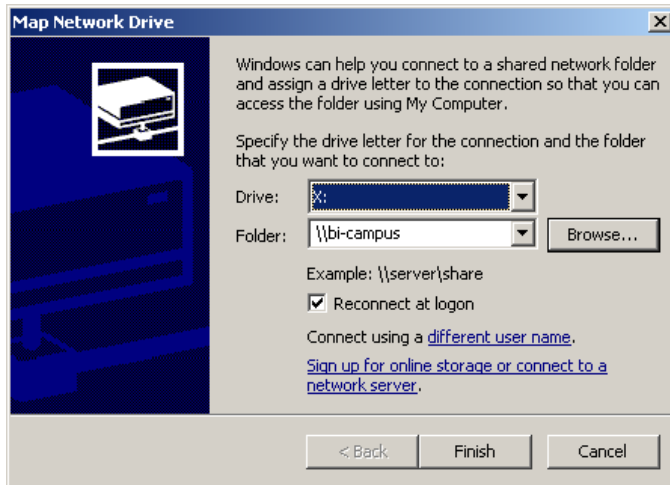 Map Network Drive
Windows can help you connect to a shared network folder
and assign a drive letter to the connection so that you can
access the folder using My Computer.
Specify the drive letter for the connection and the folder
that you want to connect to:
Drive: X:
Folder: \\bi-campus Browse...
Example: \\server\share
Reconnect at logon
Connect using a different user name.
Sign up for online storage or connect to a
network server.
< Back Finish Cancel